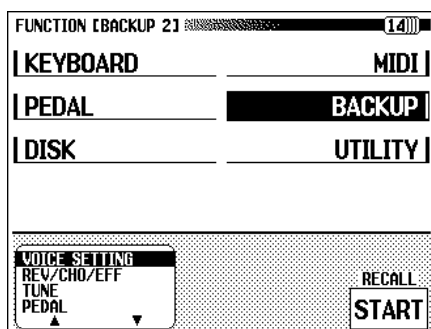 FUNCTION [BACKUP 2] 14
KEYBOARD MIDI
PEDAL BACKUP
DISK UTILITY
VOICE SETTING
REV/CHO/EFF
TUNE
PEDAL
RECALL
START